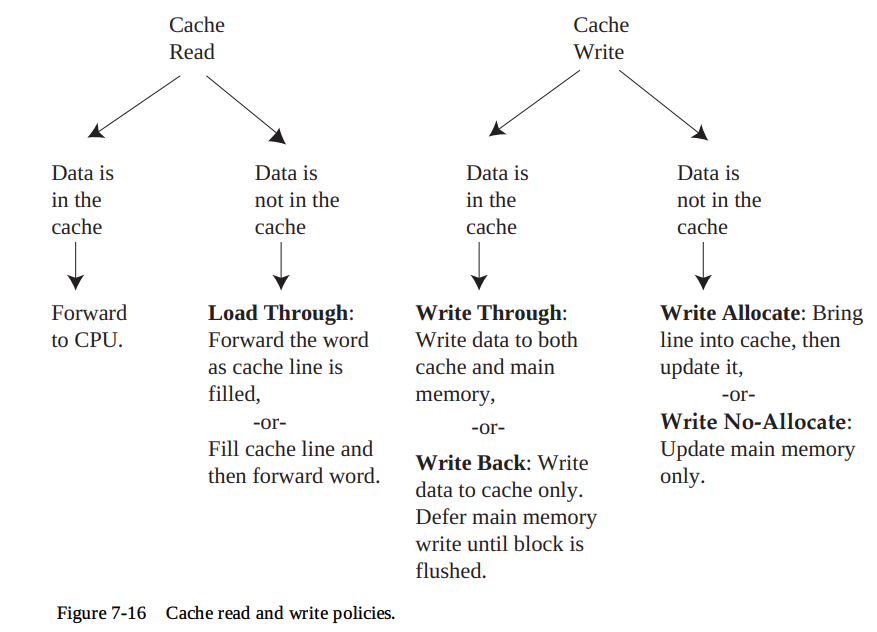 Cache
Read
Cache
Write
Data is
in the
cache
Data is
not in the
cache
Data is
in the
cache
Data is
not in the
cache
Forward
to CPU.
Load Through:
Forward the word
as cache line is
filled,
-or-
Fill cache line and
then forward word.
Write Through:
Write data to both
cache and main
memory,
-or-
Write Back: Write
data to cache only.
Defer main memory
write until block is
flushed.
Write Allocate: Bring
line into cache, then
update it,
-or-
Write No-Allocate:
Update main memory
only.
Figure 7-16 Cache read and write policies.